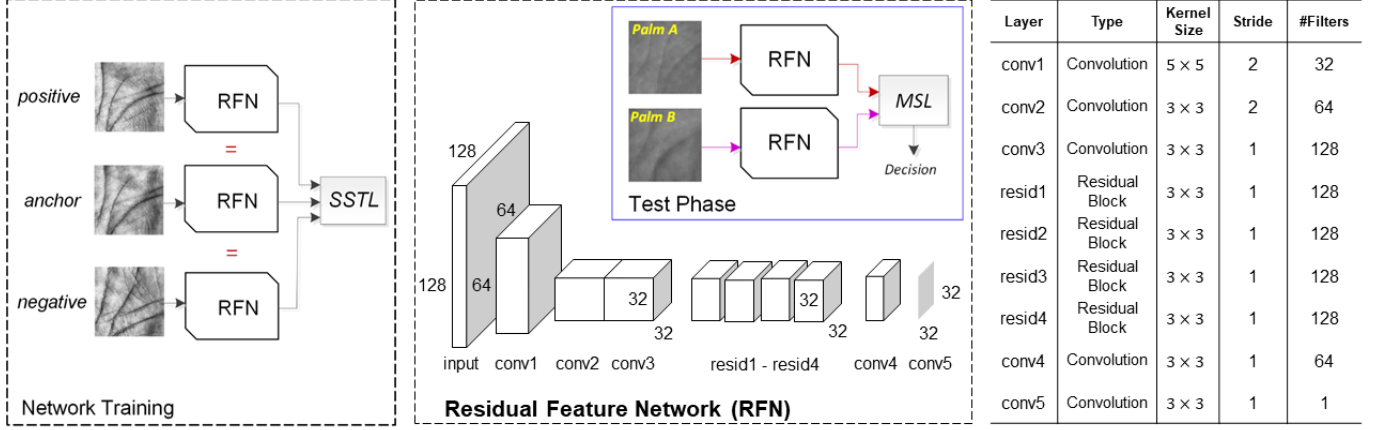 positive
RFN
=
anchor
RFN
SSTL
=
negative
RFN
Network Training
Palm A
RFN
MSL
Palm B
RFN
Decision
Test Phase
128
64
128
64
32
32
32
32
32
32
input conv1 conv2 conv3 resid1 - resid4 conv4 conv5
Residual Feature Network (RFN)
Layer Type Kernel Size Stride #Filters
conv1 Convolution 5 × 5 2 32
conv2 Convolution 3 × 3 2 64
conv3 Convolution 3 × 3 1 128
resid1 Residual Block 3 × 3 1 128
resid2 Residual Block 3 × 3 1 128
resid3 Residual Block 3 × 3 1 128
resid4 Residual Block 3 × 3 1 128
conv4 Convolution 3 × 3 1 64
conv5 Convolution 3 × 3 1 1